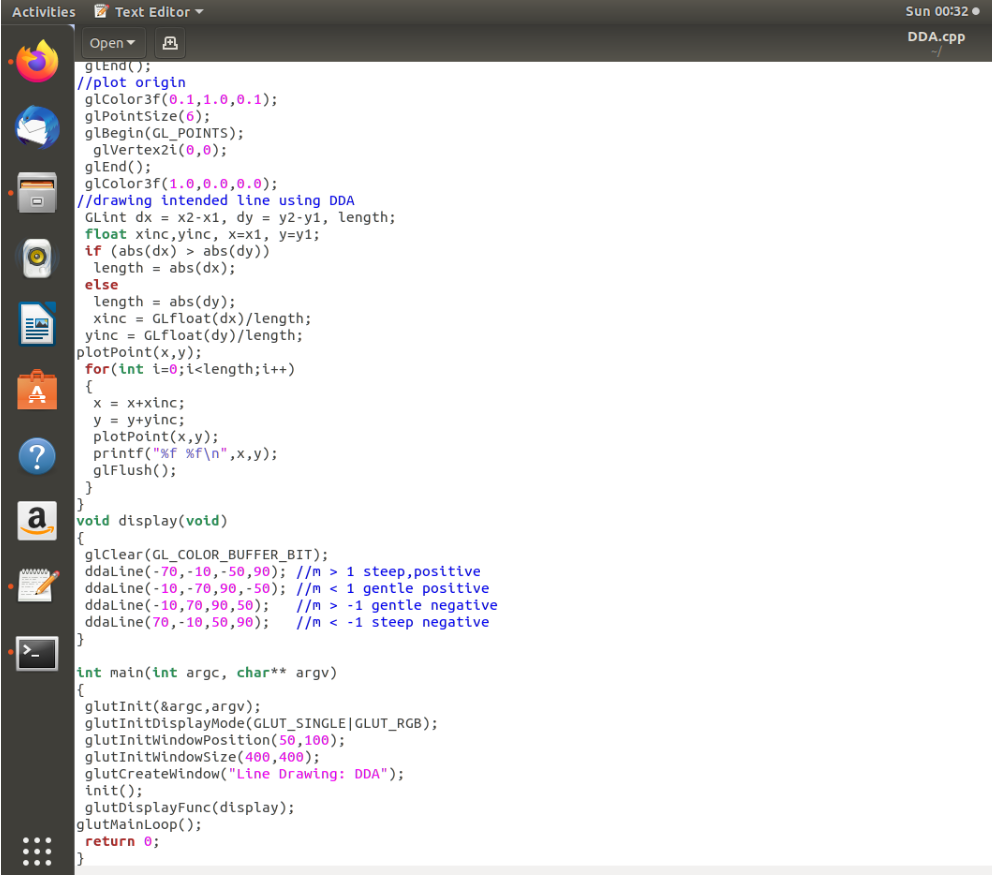 Activities Text Editor Sun 00:32
Open DDA.cpp
~/
glEnd();
//plot origin
glColor3f(0.1,1.0,0.1);
glPointSize(6);
glBegin(GL_POINTS);
glVertex2i(0,0);
glEnd();
glColor3f(1.0,0.0,0.0);
//drawing intended line using DDA
GLint dx = x2-x1, dy = y2-y1, length;
float xinc,yinc, x=x1, y=y1;
if (abs(dx) > abs(dy))
length = abs(dx);
else
length = abs(dy);
xinc = GLfloat(dx)/length;
yinc = GLfloat(dy)/length;
plotPoint(x,y);
for(int i=0;i<length;i++)
{
x = x+xinc;
y = y+yinc;
plotPoint(x,y);
printf("%f %f\n",x,y);
glFlush();
}
}
void display(void)
{
glClear(GL_COLOR_BUFFER_BIT);
ddaLine(-70,-10,-50,90); //m > 1 steep,positive
ddaLine(-10,-70,90,-50); //m < 1 gentle positive
ddaLine(-10,70,90,50); //m > -1 gentle negative
ddaLine(70,-10,50,90); //m < -1 steep negative
}
int main(int argc, char** argv)
{
glutInit(&argc,argv);
glutInitDisplayMode(GLUT_SINGLE|GLUT_RGB);
glutInitWindowPosition(50,100);
glutInitWindowSize(400,400);
glutCreateWindow("Line Drawing: DDA");
init();
glutDisplayFunc(display);
glutMainLoop();
return 0;
}